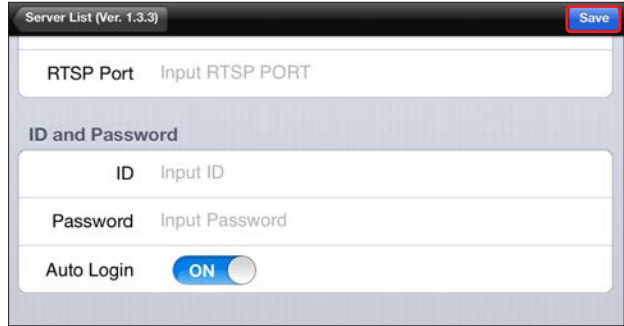 Server List (Ver. 1.3.3) Save
RTSP Port Input RTSP PORT
ID and Password
ID Input ID
Password Input Password
Auto Login ON